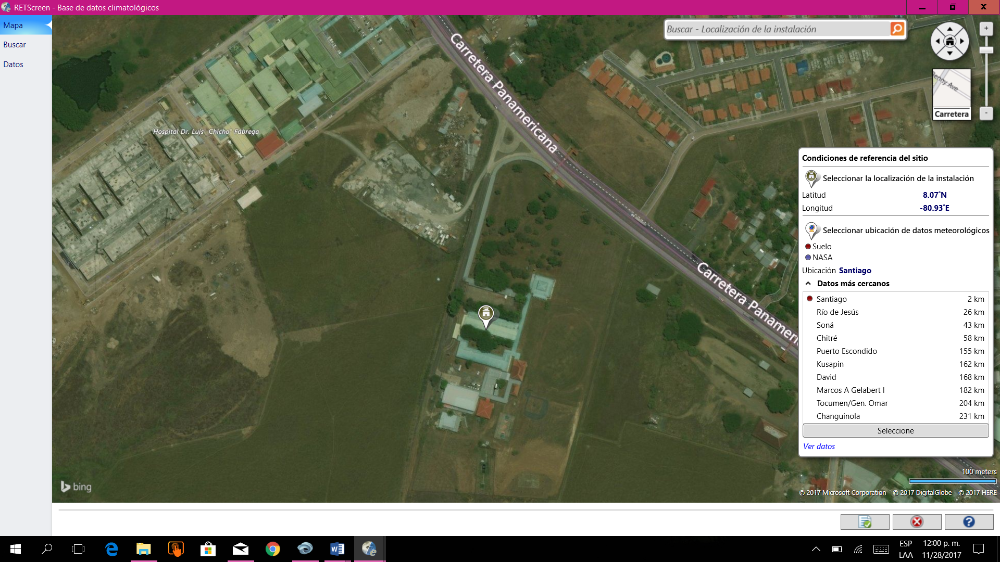 RETScreen - Base de datos climatológicos
Mapa
Buscar
Datos
Buscar - Localización de la instalación
+
-
Penny Ave
Carretera
Carretera Panamericana
Hospital Dr. Luis "Chicho" Fábrega
Carretera Panameri
Condiciones de referencia del sitio
Seleccionar la localización de la instalación
Latitud 8.07˚N
Longitud -80.93˚E
Seleccionar ubicación de datos meteorológicos
Suelo
NASA
Ubicación Santiago
Datos más cercanos
Santiago 2 km
Río de Jesús 26 km
Soná 43 km
Chitré 58 km
Puerto Escondido 155 km
Kusapin 162 km
David 168 km
Marcos A Gelabert I 182 km
Tocumen/Gen. Omar 204 km
Changuinola 231 km
Seleccione
Ver datos
100 meters
bing
© 2017 Microsoft Corporation © 2017 DigitalGlobe © 2017 HERE
ESP
LAA
12:00 p. m.
11/28/2017